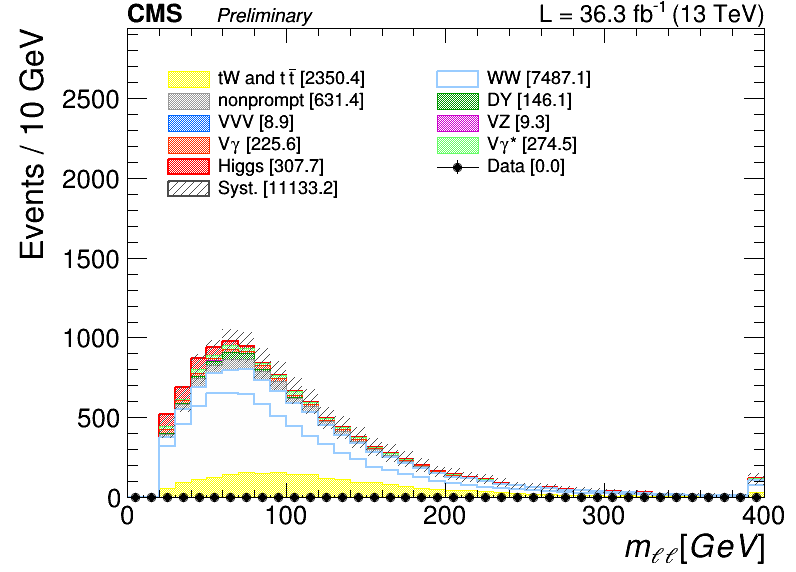 CMS Preliminary L = 36.3 fb⁻¹ (13 TeV)
Events / 10 GeV
tW and t t̄ [2350.4] WW [7487.1]
nonprompt [631.4] DY [146.1]
VVV [8.9] VZ [9.3]
Vγ [225.6] Vγ* [274.5]
Higgs [307.7] Data [0.0]
Syst. [11133.2]
2500
2000
1500
1000
500
0
0 100 200 300 400
mℓℓ[GeV]